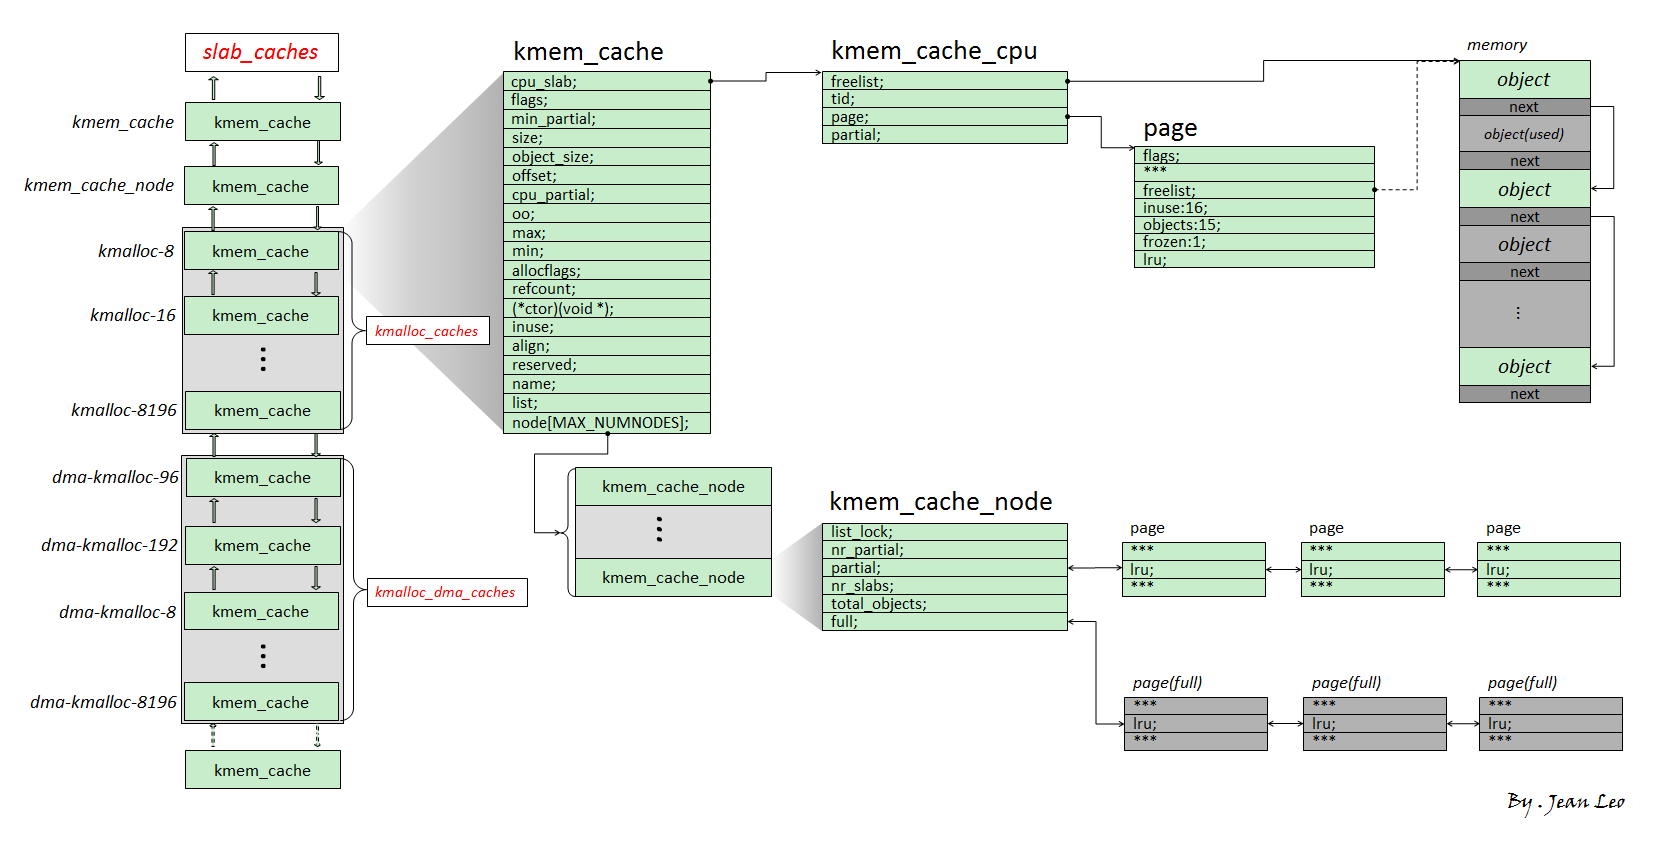 slab_caches
kmem_cache
kmem_cache
kmem_cache_node
kmem_cache
kmalloc-8
kmem_cache
kmalloc-16
kmem_cache
kmalloc_caches
kmalloc-8196
kmem_cache
dma-kmalloc-96
kmem_cache
dma-kmalloc-192
kmem_cache
kmalloc_dma_caches
dma-kmalloc-8
kmem_cache
dma-kmalloc-8196
kmem_cache
kmem_cache
kmem_cache
cpu_slab;
flags;
min_partial;
size;
object_size;
offset;
cpu_partial;
oo;
max;
min;
allocflags;
refcount;
(*ctor)(void *);
inuse;
align;
reserved;
name;
list;
node[MAX_NUMNODES];
kmem_cache_node
kmem_cache_node
kmem_cache_cpu
freelist;
tid;
page;
partial;
page
flags;
***
freelist;
inuse:16;
objects:15;
frozen:1;
lru;
memory
object
next
object(used)
next
object
next
object
next
object
next
kmem_cache_node
list_lock;
nr_partial;
partial;
nr_slabs;
total_objects;
full;
page
***
lru;
***
page
***
lru;
***
page
***
lru;
***
page(full)
***
lru;
***
page(full)
***
lru;
***
page(full)
***
lru;
***
By . Jean Leo